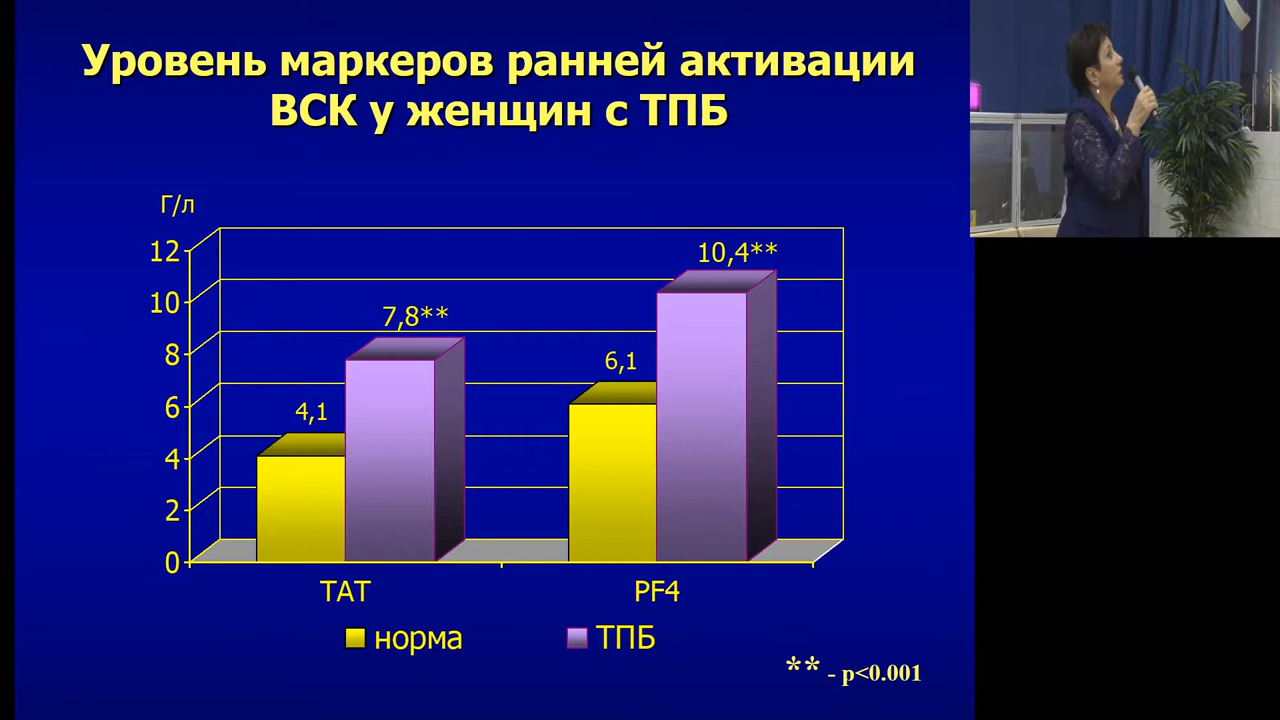 Уровень маркеров ранней активации
ВСК у женщин с ТПБ
Г/л
12
10
8
6
4
2
0
4,1
7,8**
6,1
10,4**
ТАТ
PF4
норма
ТПБ
** - p<0.001